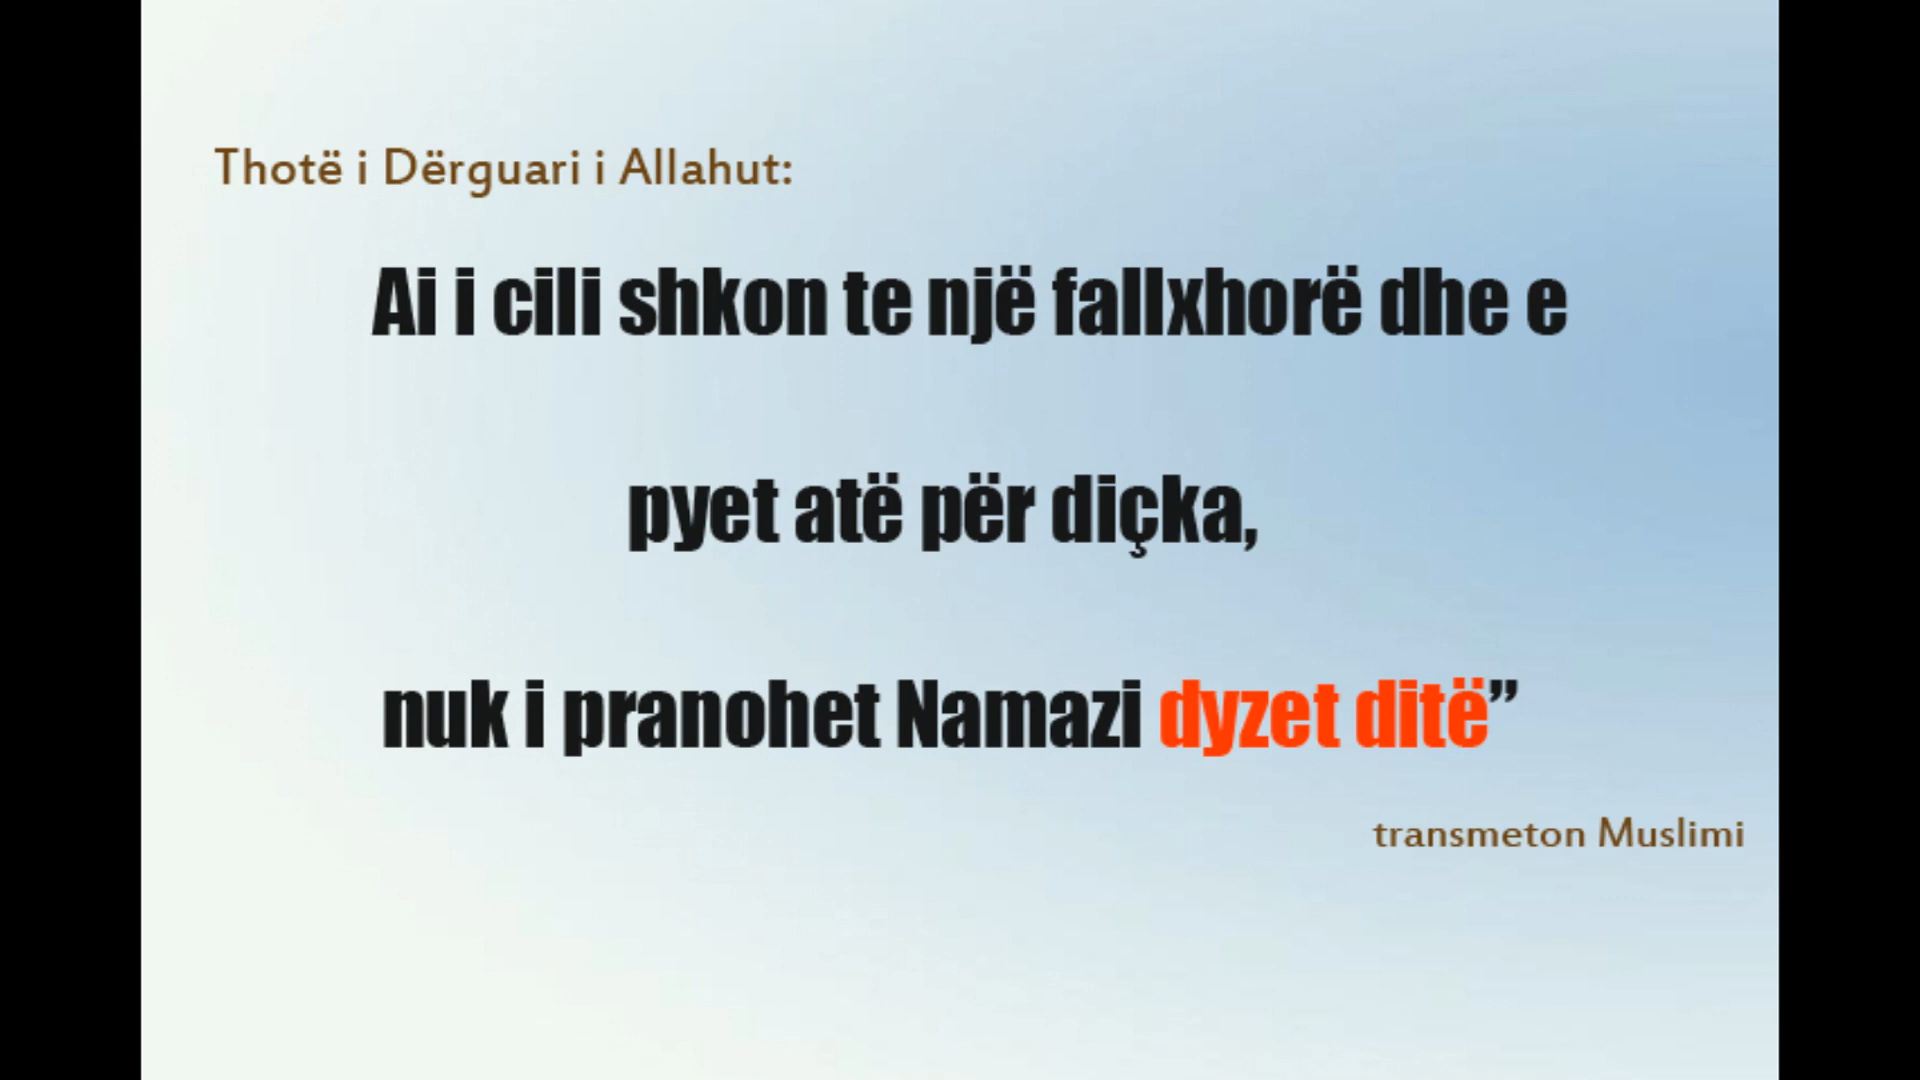 Thotë i Dërguari i Allahut:
Ai i cili shkon te një fallxhorë dhe e
pyet atë për diçka,
nuk i pranohet Namazi dyzet ditë”
transmeton Muslimi